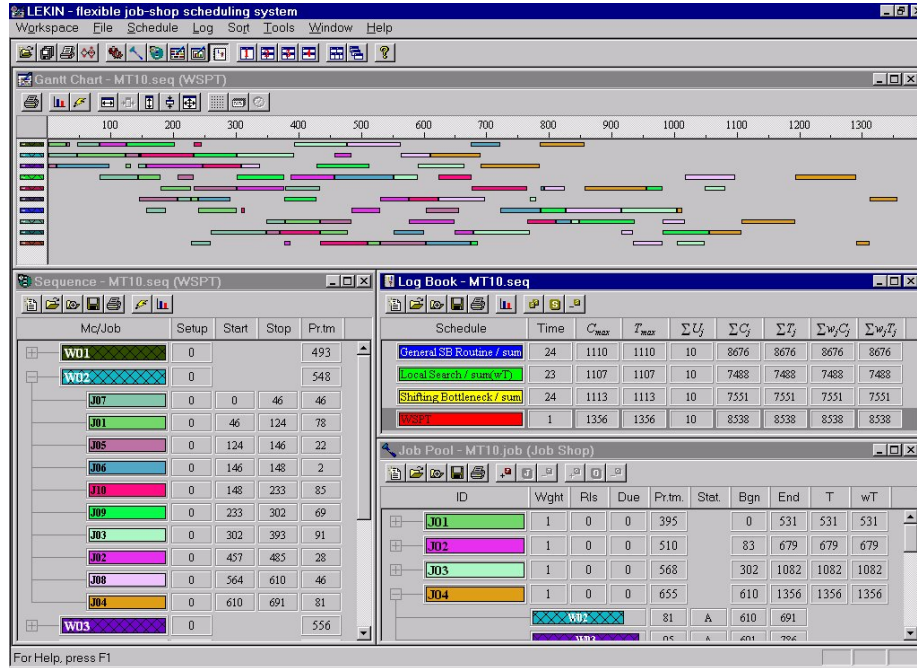 LEKIN - flexible job-shop scheduling system
Workspace File Schedule Log Sort Tools Window Help
Gantt Chart - MT10.seq (WSPT)
100 200 300 400 500 600 700 800 900 1000 1100 1200 1300
Sequence - MT10.seq (WSPT)
Mc/Job Setup Start Stop Pr.tm
W01 0 493
W02 0 548
J07 0 0 46 46
J01 0 46 124 78
J05 0 124 146 22
J06 0 146 148 2
J10 0 148 233 85
J09 0 233 302 69
J03 0 302 393 91
J02 0 457 485 28
J08 0 564 610 46
J04 0 610 691 81
W03 0 556
Log Book - MT10.seq
Schedule Time Cmax Tmax ΣUj ΣCj ΣTj ΣwjCj ΣwjTj
General SB Routine / sum 24 1110 1110 10 8676 8676 8676 8676
Local Search / sum(wT) 23 1107 1107 10 7488 7488 7488 7488
Shifting Bottleneck / sum 24 1113 1113 10 7551 7551 7551 7551
WSPT 1 1356 1356 10 8538 8538 8538 8538
Job Pool - MT10.job (Job Shop)
ID Wght Rls Due Pr.tm. Stat. Bgn End T wT
J01 1 0 0 395 0 531 531 531
J02 1 0 0 510 83 679 679 679
J03 1 0 0 568 302 1082 1082 1082
J04 1 0 0 655 610 1356 1356 1356
W02 81 A 610 691
W03 95 A 691 786
For Help, press F1